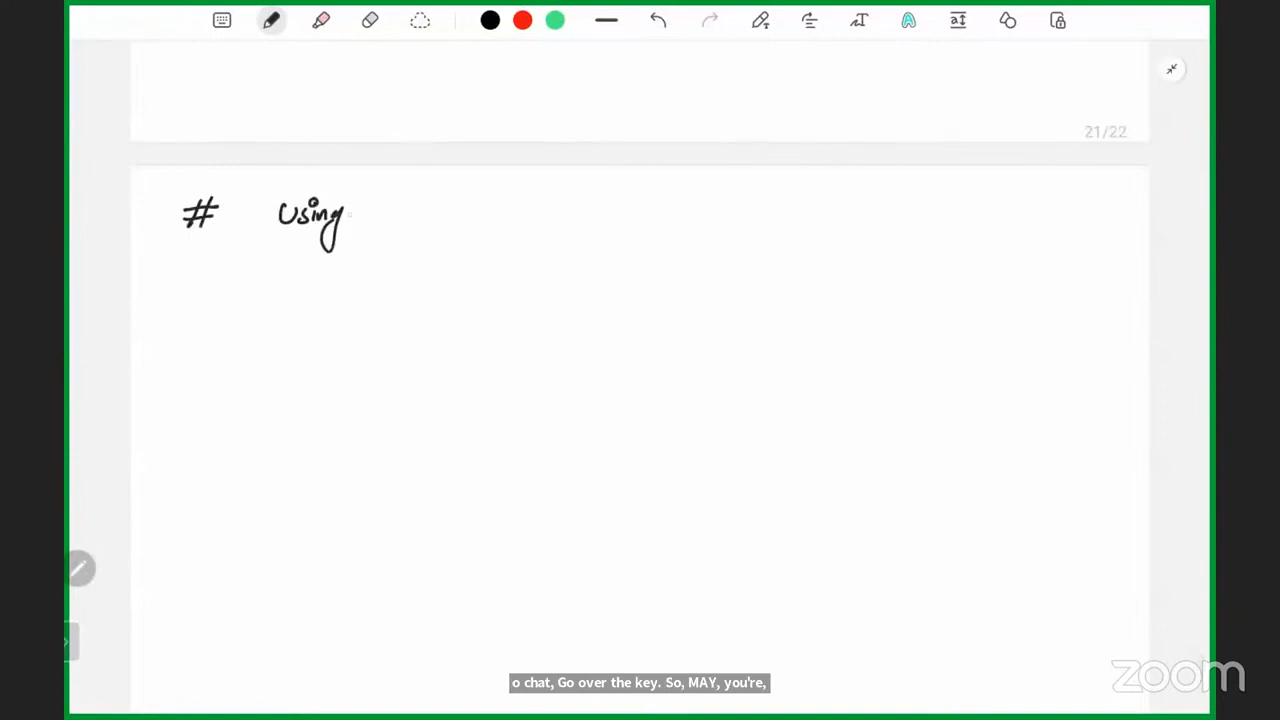 21/22
# Using
o chat, Go over the key. So, MAY, you're,
zoom